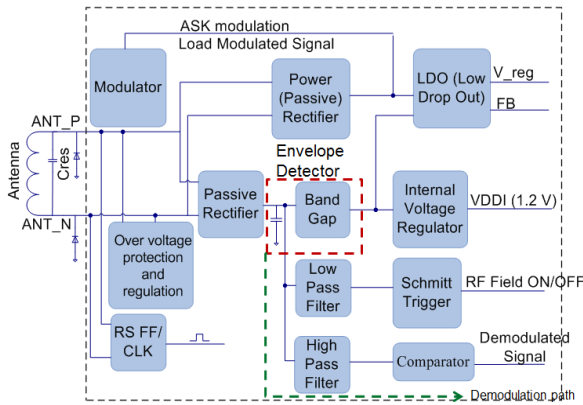 ASK modulation
Load Modulated Signal
Modulator
Power
(Passive)
Rectifier
LDO (Low
Drop Out)
V_reg
FB
ANT_P
Antenna
Cres
ANT_N
Envelope
Detector
Passive
Rectifier
Band
Gap
Internal
Voltage
Regulator
VDDI (1.2 V)
Over voltage
protection
and
regulation
Low
Pass
Filter
Schmitt
Trigger
RF Field ON/OFF
RS FF/
CLK
High
Pass
Filter
Comparator
Demodulated
Signal
Demodulation path